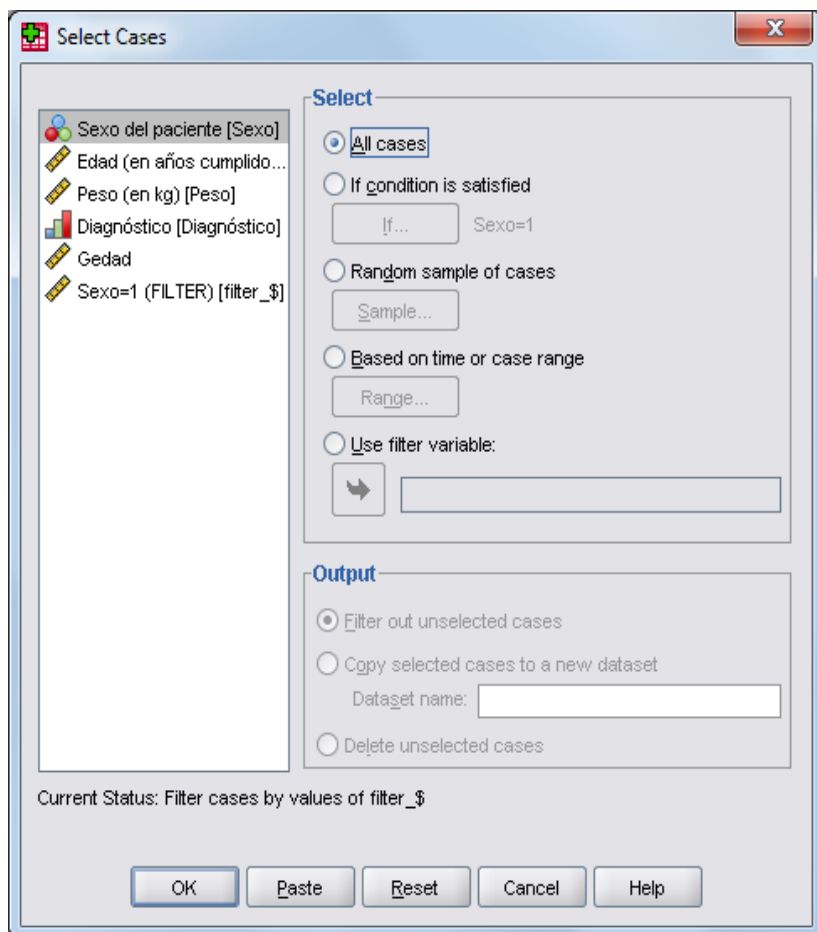 Select Cases
Sexo del paciente [Sexo]
Edad (en años cumplido...
Peso (en kg) [Peso]
Diagnóstico [Diagnóstico]
Gedad
Sexo=1 (FILTER) [filter_$]
Select
All cases
If condition is satisfied
If... Sexo=1
Random sample of cases
Sample...
Based on time or case range
Range...
Use filter variable:
Output
Filter out unselected cases
Copy selected cases to a new dataset
Dataset name:
Delete unselected cases
Current Status: Filter cases by values of filter_$
OK Paste Reset Cancel Help